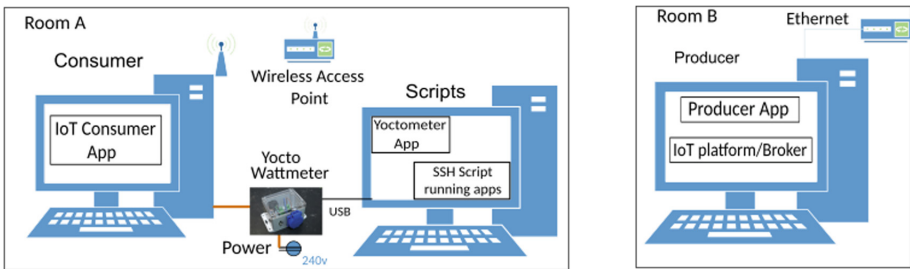 Room A
Consumer
Wireless Access
Point
Scripts
IoT Consumer
App
Yoctometer
App
SSH Script
running apps
Yocto
Wattmeter
USB
Power
240v
Room B
Ethernet
Producer
Producer App
IoT platform/Broker